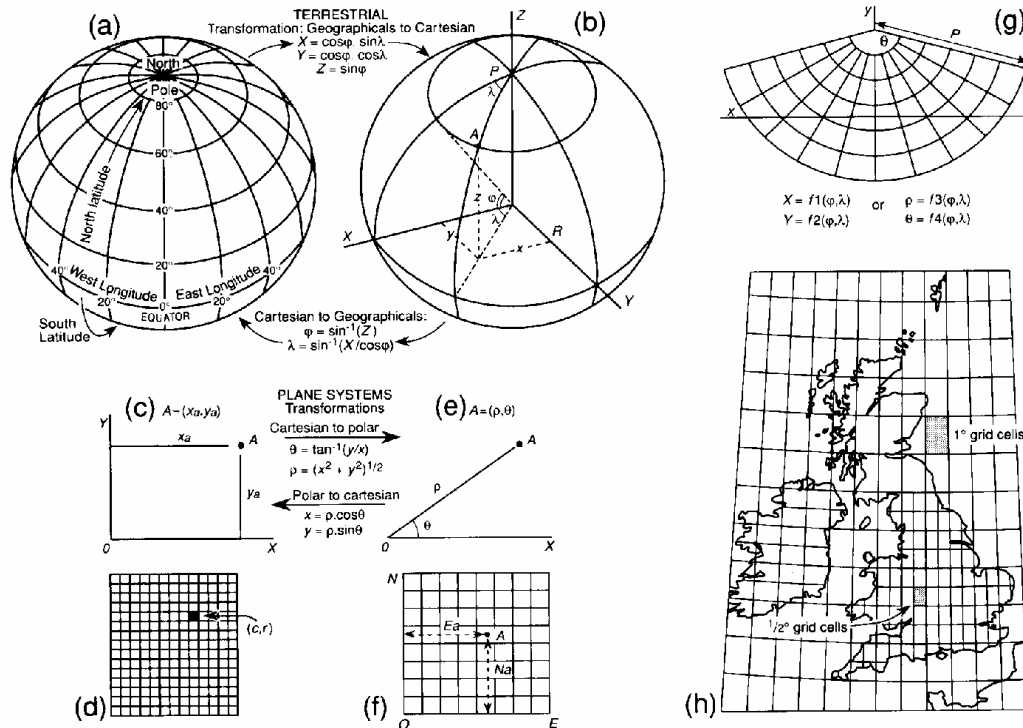 (a)
TERRESTRIAL
Transformation: Geographicals to Cartesian
X = cosφ. sinλ
Y = cosφ. cosλ
Z = sinφ
(b)
North
Pole
80°
60°
40°
20°
0°
North latitude
40°
West Longitude
20°
East Longitude
20°
40°
EQUATOR
South
Latitude
Cartesian to Geographicals:
φ = sin⁻¹(Z)
λ = sin⁻¹(X/cosφ)
Z
P
λ
A
z
φ
λ
X
y
x
R
Y
(g)
y
θ
P
x
X = f1(φ,λ) or ρ = f3(φ,λ)
Y = f2(φ,λ) θ = f4(φ,λ)
(c)
A–(xₐ,yₐ)
Y
xₐ
A
yₐ
0
X
PLANE SYSTEMS
Transformations
Cartesian to polar
θ = tan⁻¹(y/x)
ρ = (x² + y²)¹/²
Polar to cartesian
x = ρ.cosθ
y = ρ.sinθ
(e)
A=(ρ,θ)
A
ρ
θ
0
X
(d)
(c,r)
(f)
N
Ea
A
Na
O
E
(h)
1° grid cells
1/2° grid cells